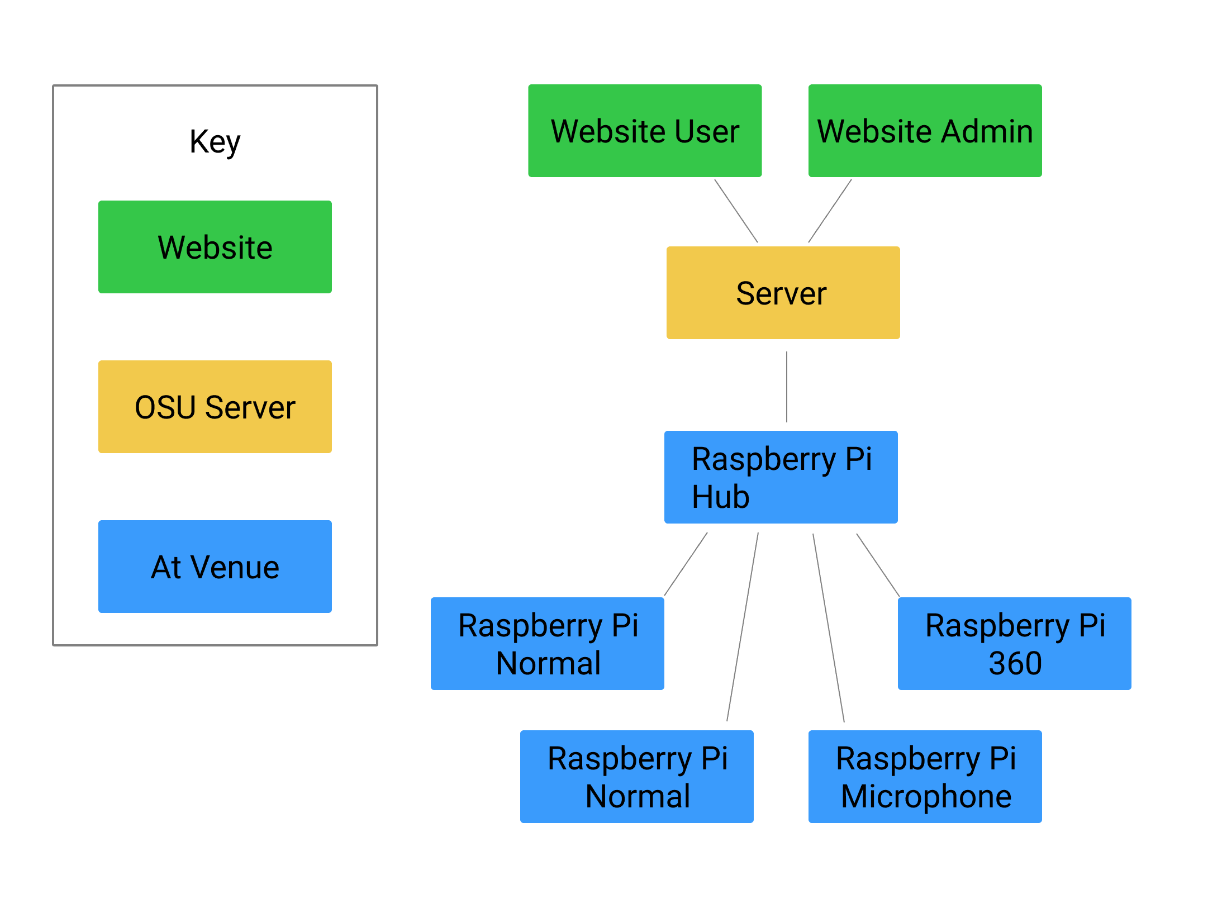 Key
Website
OSU Server
At Venue
Website User
Website Admin
Server
Raspberry Pi
Hub
Raspberry Pi
Normal
Raspberry Pi
360
Raspberry Pi
Normal
Raspberry Pi
Microphone